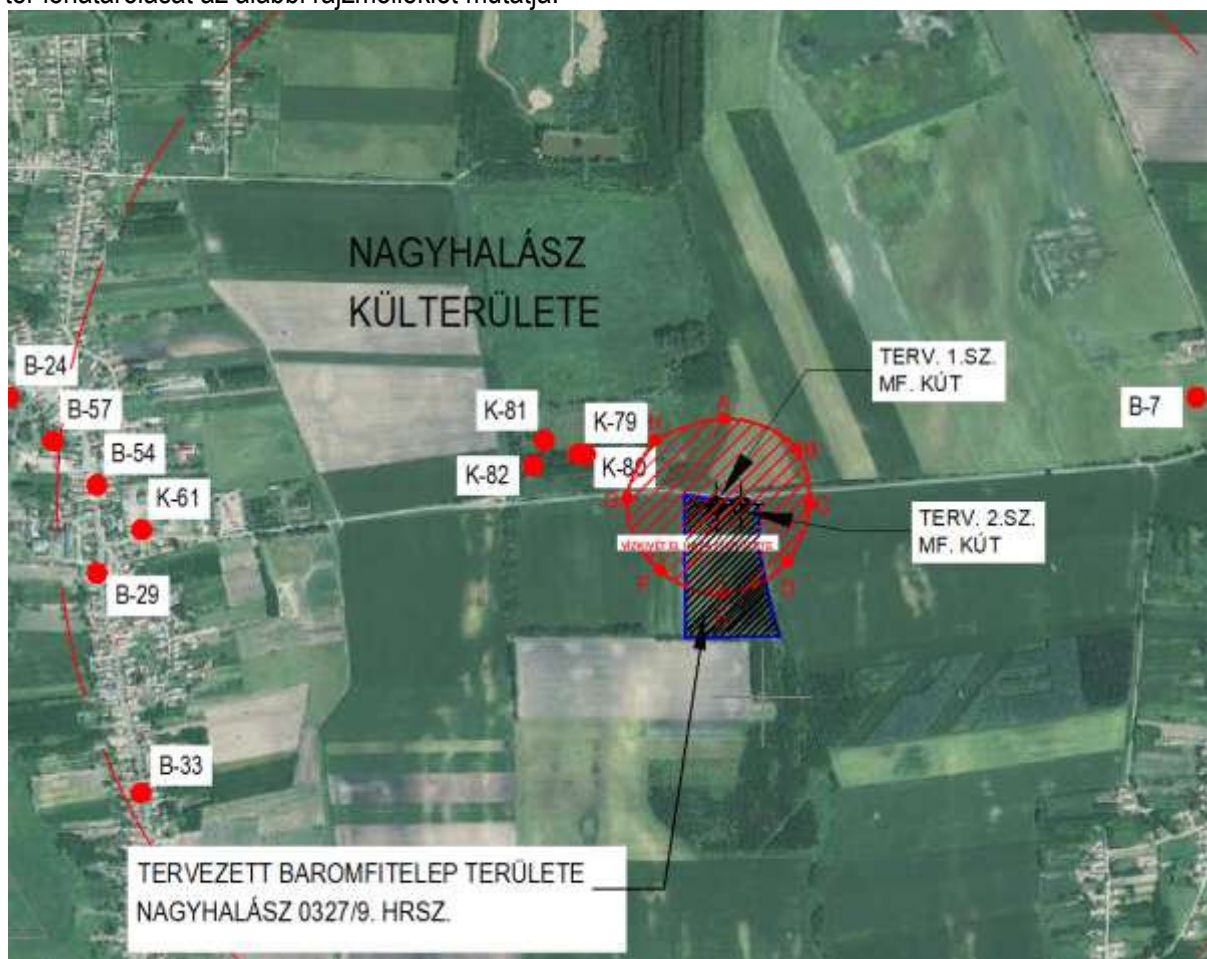 NAGYHALÁSZ
KÜLTERÜLETE
TERV. 1.SZ.
MF. KÚT
B-24
B-57
K-81
K-79
A
B-7
B-54
K-82
K-80
B
K-61
G
C
TERV. 2.SZ.
MF. KÚT
B-29
F
D
B-33
TERVEZETT BAROMFITELEP TERÜLETE
NAGYHALÁSZ 0327/9. HRSZ.